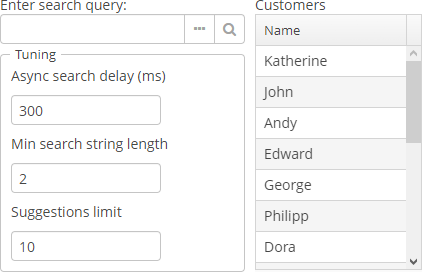 Enter search query:
Tuning
Async search delay (ms)
300
Min search string length
2
Suggestions limit
10
Customers
Name
Katherine
John
Andy
Edward
George
Philipp
Dora